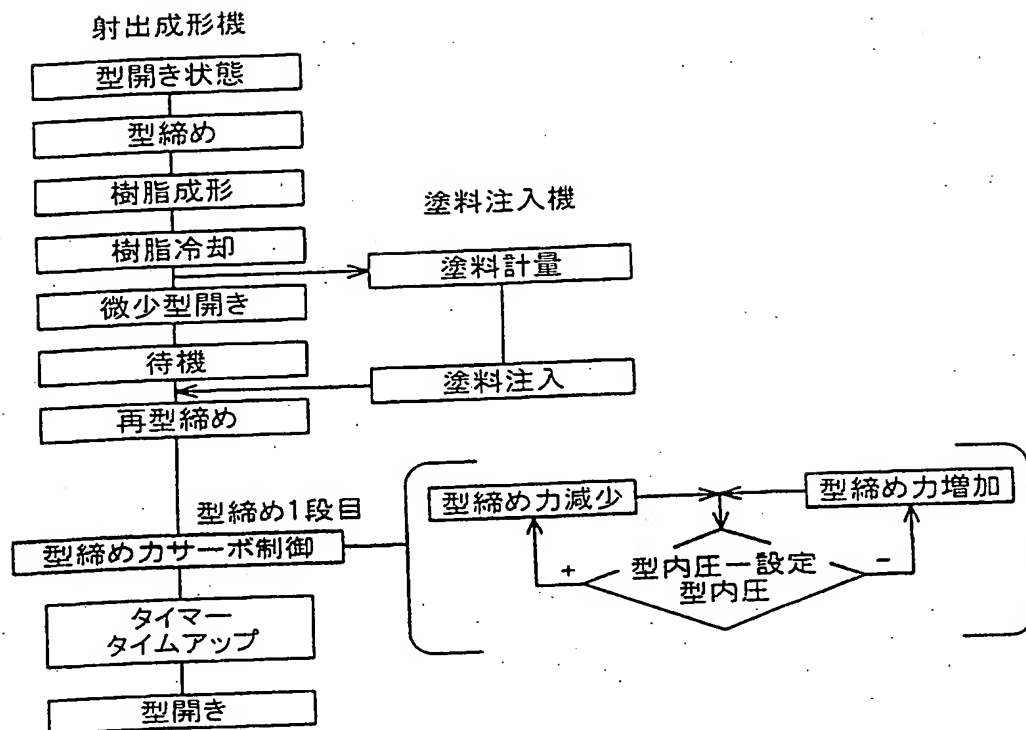 射出成形機
型開き状態
型締め
樹脂成形
樹脂冷却
微少型開き
待機
再型締め
塗料注入機
塗料計量
塗料注入
型締め1段目
型締め力サーボ制御
タイマー
タイムアップ
型開き
型締め力減少
型締め力増加
+
型内圧ー設定
型内圧
-